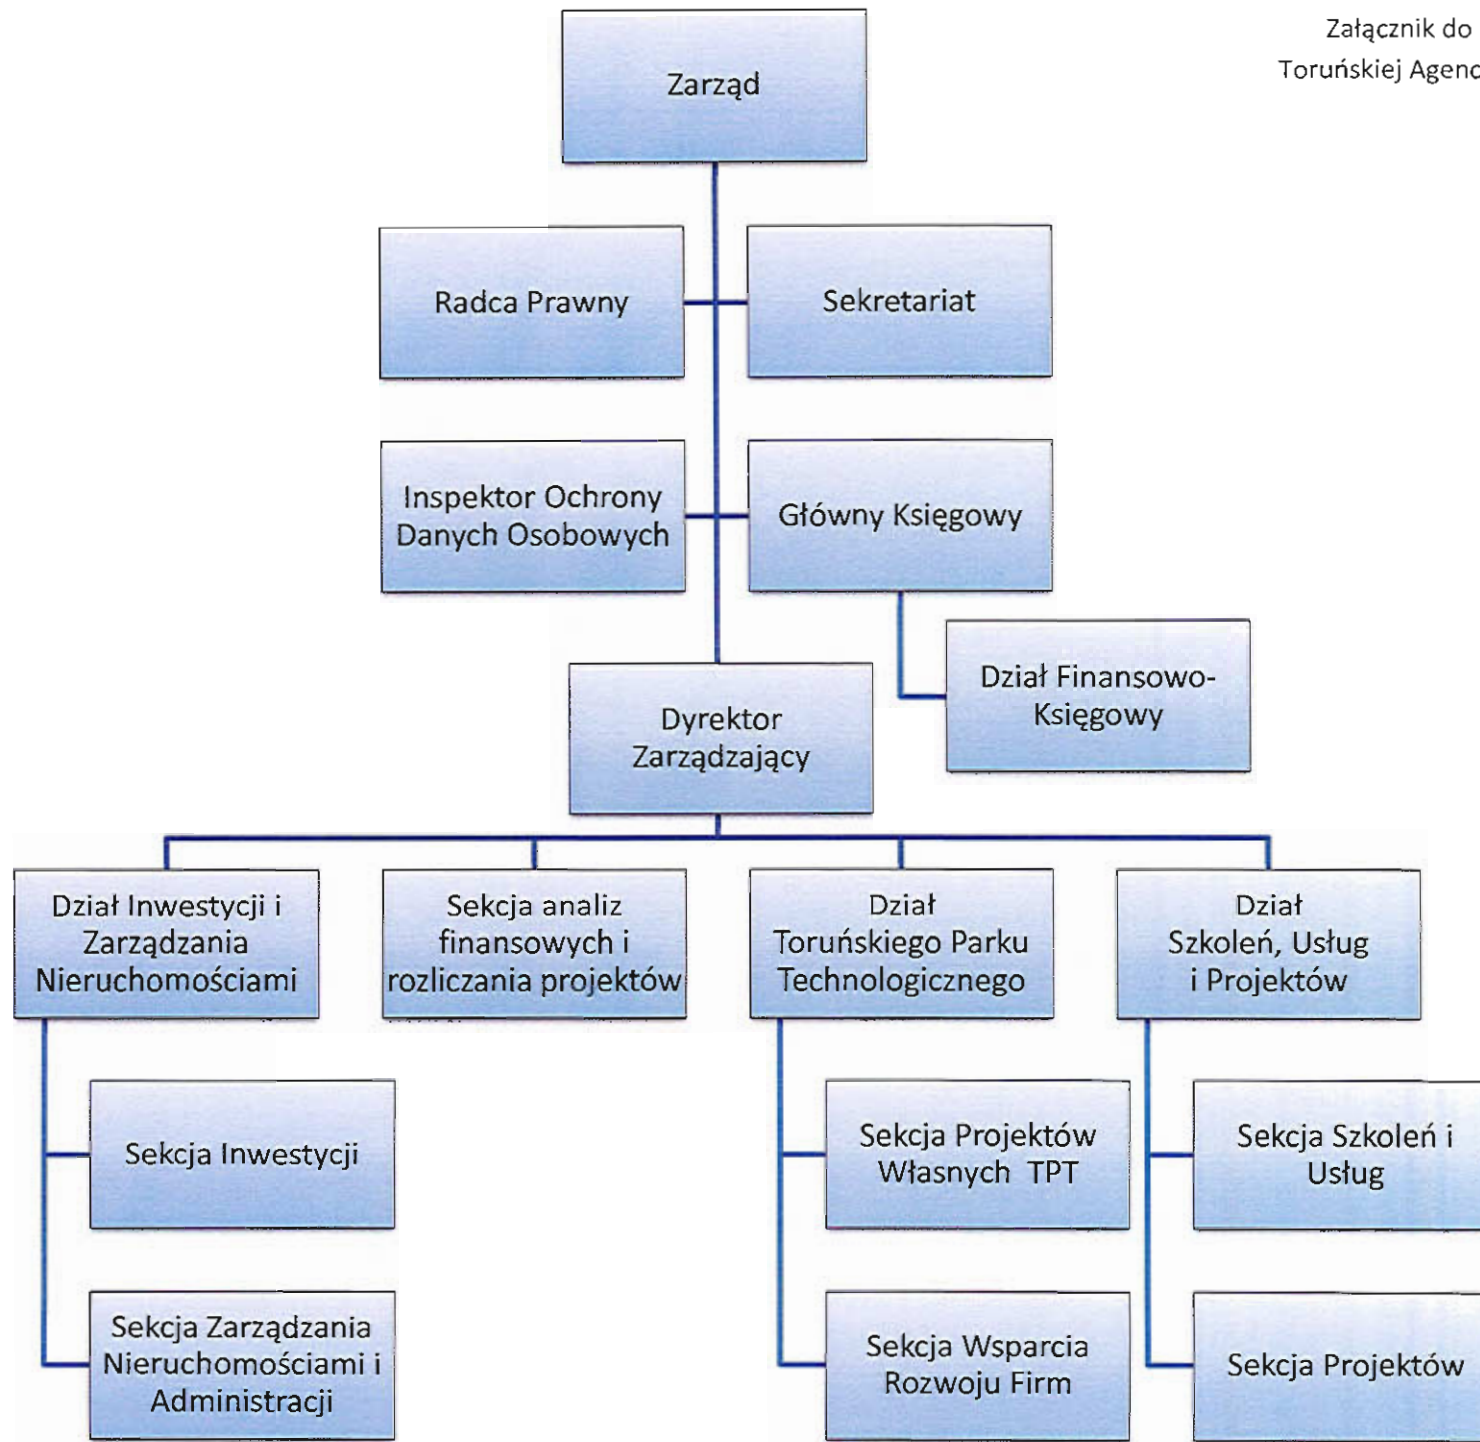 Załącznik do
Toruńskiej Agenc
Zarząd
Radca Prawny
Sekretariat
Inspektor Ochrony
Danych Osobowych
Główny Księgowy
Dział Finansowo-
Księgowy
Dyrektor
Zarządzający
Dział Inwestycji i
Zarządzania
Nieruchomościami
Sekcja analiz
finansowych i
rozliczania projektów
Dział
Toruńskiego Parku
Technologicznego
Dział
Szkoleń, Usług
i Projektów
Sekcja Inwestycji
Sekcja Projektów
Własnych TPT
Sekcja Szkoleń i
Usług
Sekcja Zarządzania
Nieruchomościami i
Administracji
Sekcja Wsparcia
Rozwoju Firm
Sekcja Projektów